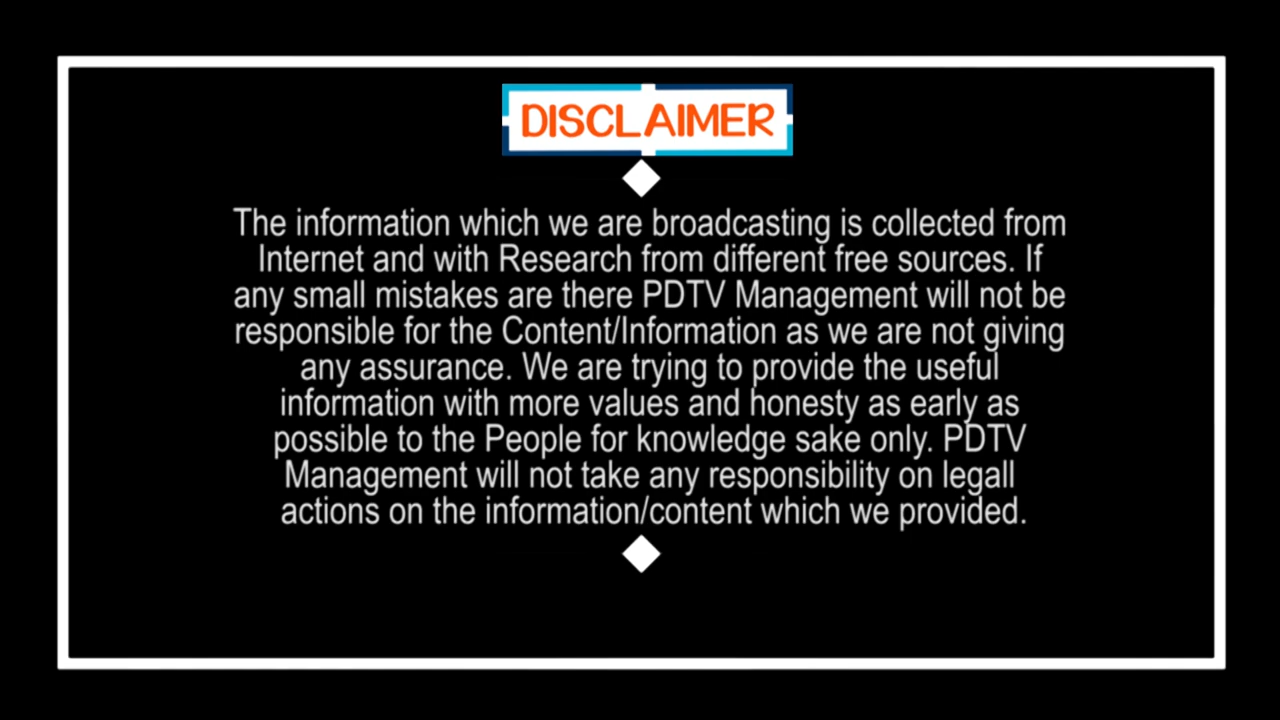 DISCLAIMER
The information which we are broadcasting is collected from
Internet and with Research from different free sources. If
any small mistakes are there PDTV Management will not be
responsible for the Content/Information as we are not giving
any assurance. We are trying to provide the useful
information with more values and honesty as early as
possible to the People for knowledge sake only. PDTV
Management will not take any responsibility on legall
actions on the information/content which we provided.